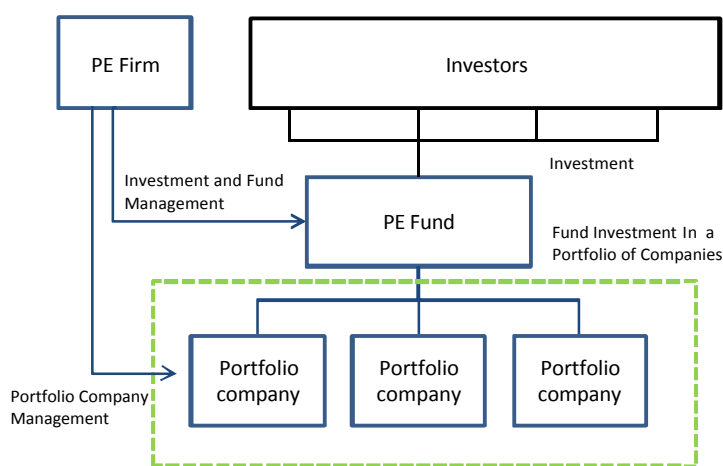 PE Firm
Investors
Investment
Investment and Fund
Management
PE Fund
Fund Investment In a
Portfolio of Companies
Portfolio
company
Portfolio
company
Portfolio
company
Portfolio Company
Management